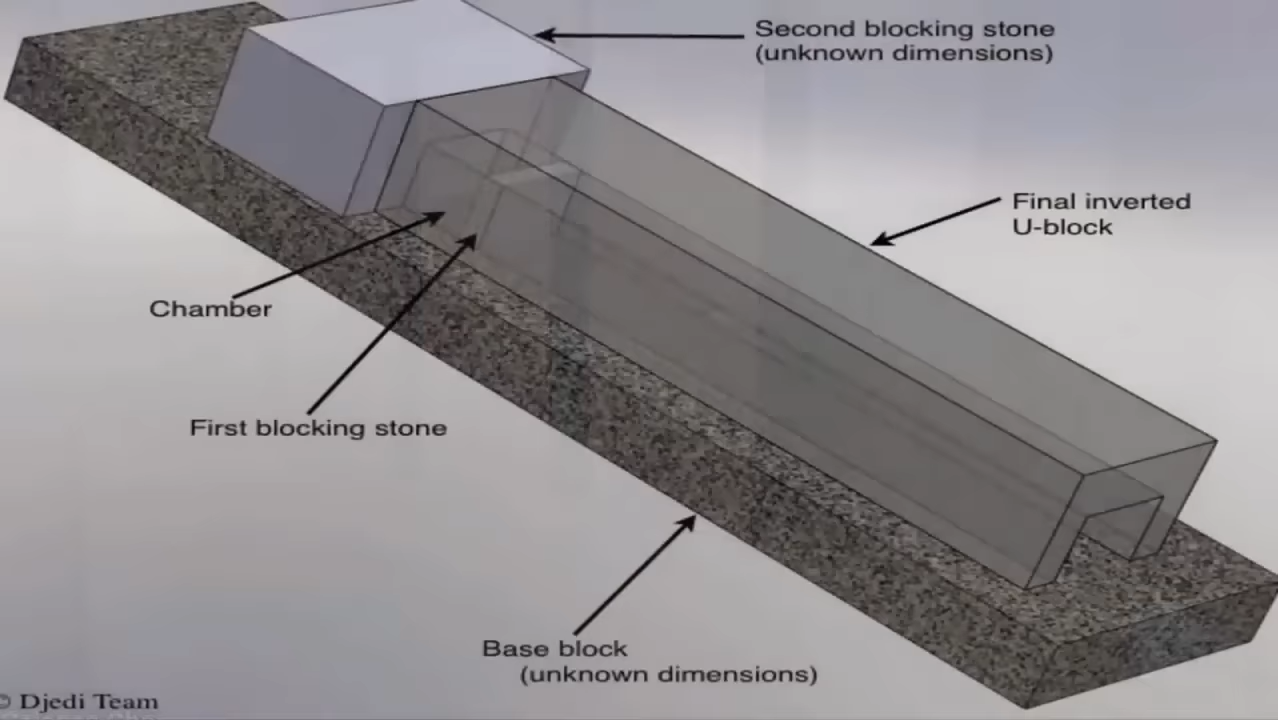 Second blocking stone
(unknown dimensions)
Final inverted
U-block
Chamber
First blocking stone
Base block
(unknown dimensions)
© Djedi Team